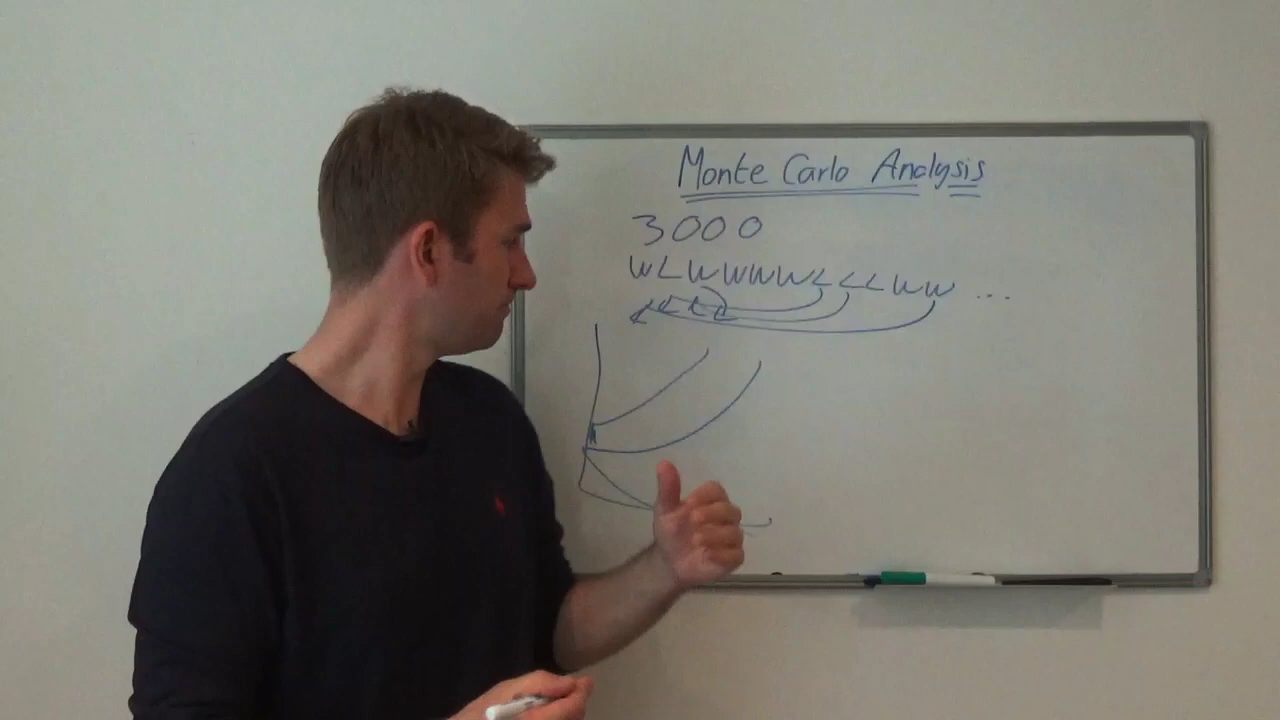 Monte Carlo Analysis
3000
W L W W W W L L L W W ...
L L L L